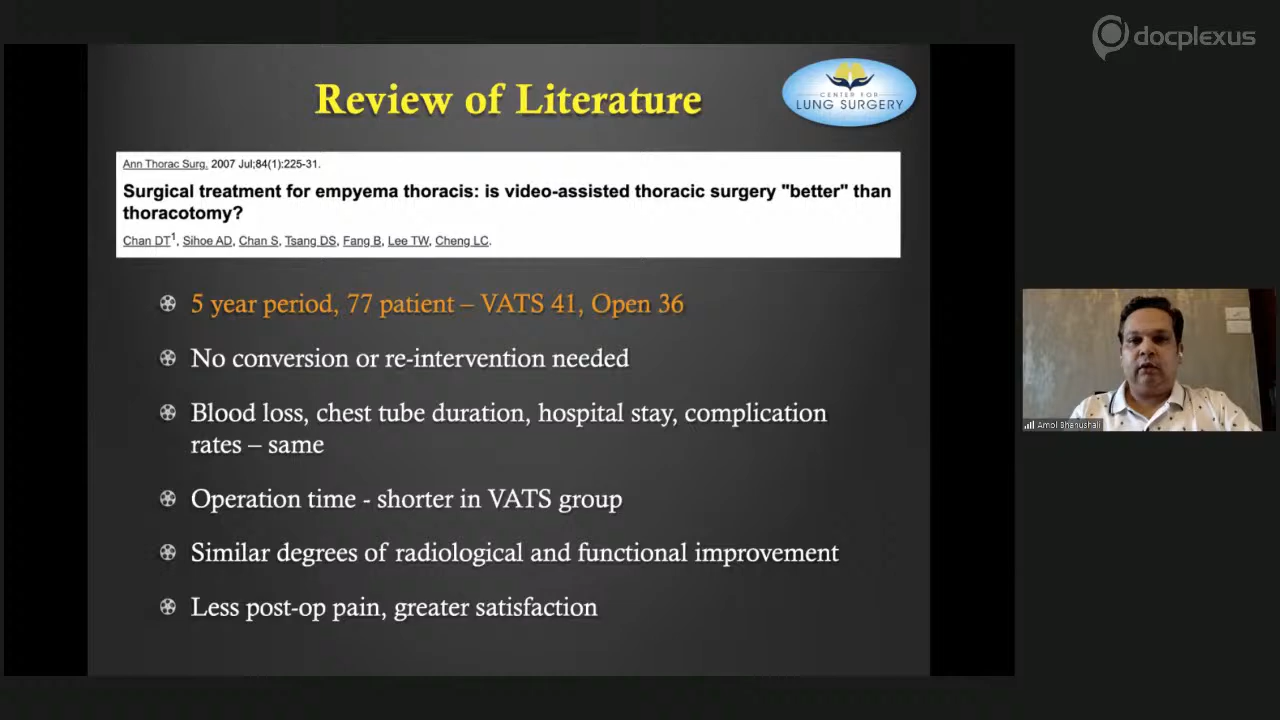 docplexus
Review of Literature
CENTER FOR
LUNG SURGERY
Ann Thorac Surg. 2007 Jul;84(1):225-31.
Surgical treatment for empyema thoracis: is video-assisted thoracic surgery "better" than
thoracotomy?
Chan DT1, Sihoe AD, Chan S, Tsang DS, Fang B, Lee TW, Cheng LC.
5 year period, 77 patient – VATS 41, Open 36
No conversion or re-intervention needed
Blood loss, chest tube duration, hospital stay, complication
rates – same
Operation time - shorter in VATS group
Similar degrees of radiological and functional improvement
Less post-op pain, greater satisfaction
Amol Bhanushali